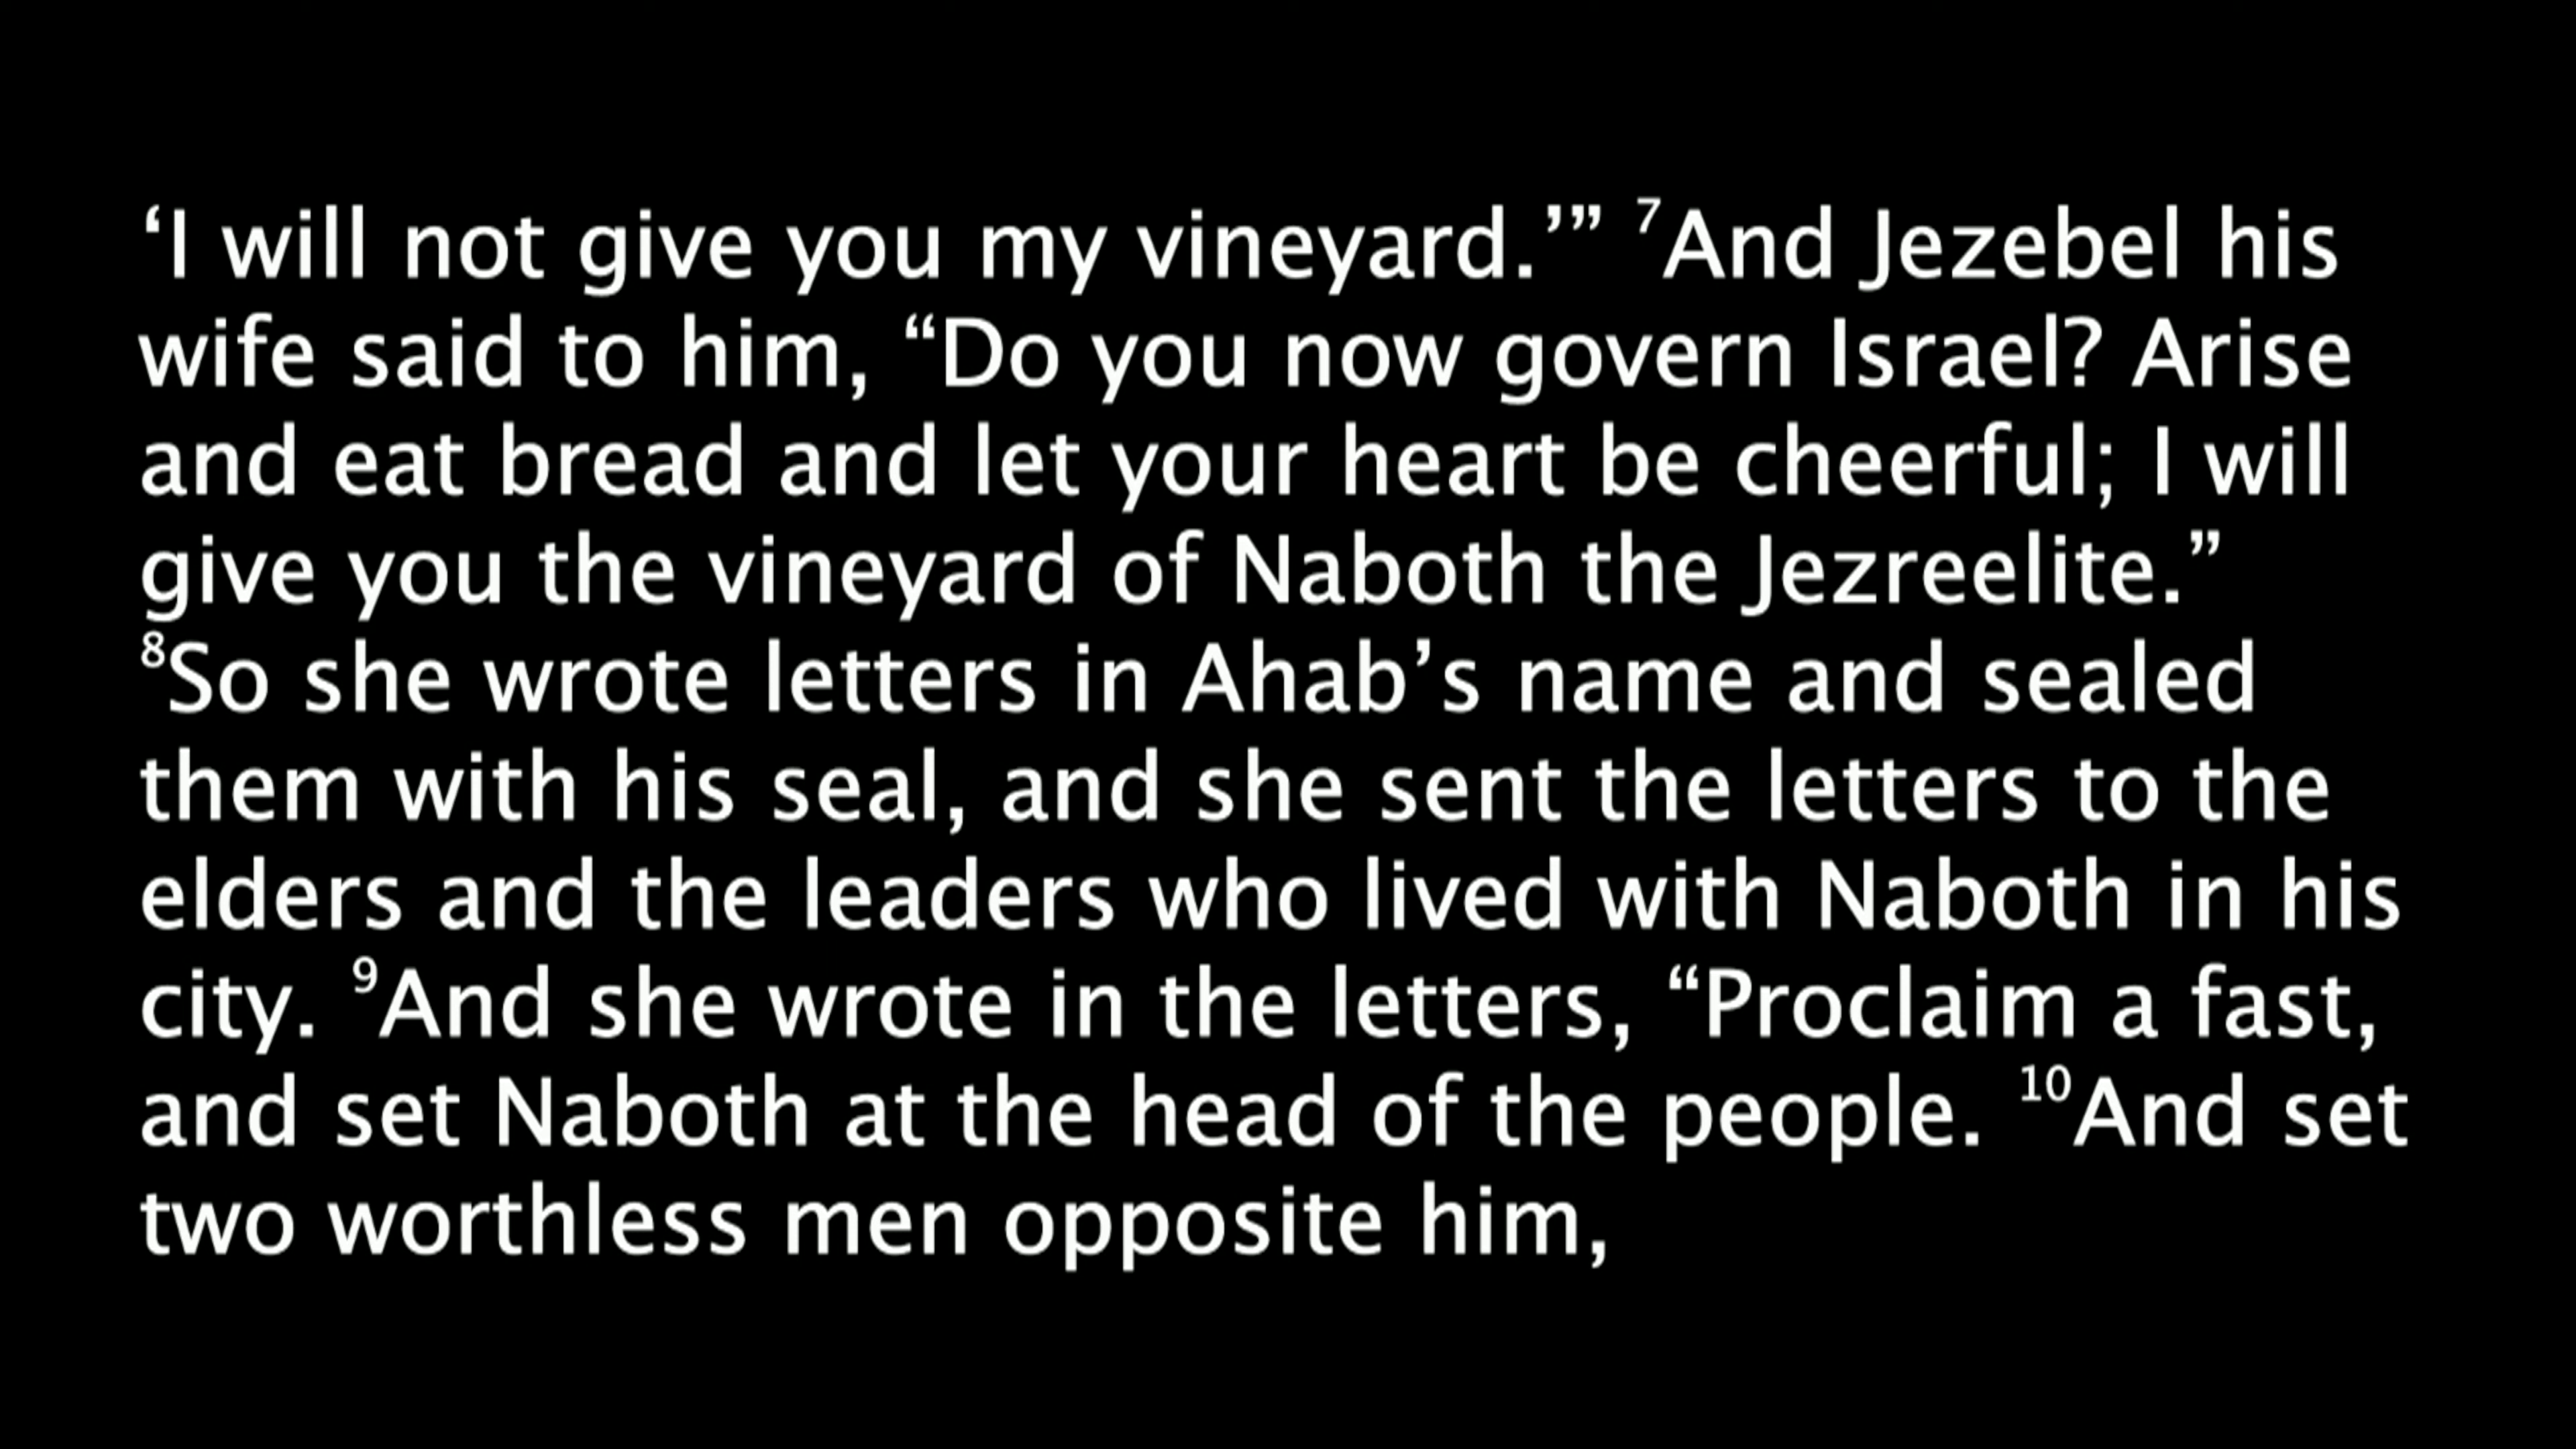 ‘I will not give you my vineyard.’” ⁷And Jezebel his
wife said to him, “Do you now govern Israel? Arise
and eat bread and let your heart be cheerful; I will
give you the vineyard of Naboth the Jezreelite.”
⁸So she wrote letters in Ahab’s name and sealed
them with his seal, and she sent the letters to the
elders and the leaders who lived with Naboth in his
city. ⁹And she wrote in the letters, “Proclaim a fast,
and set Naboth at the head of the people. ¹⁰And set
two worthless men opposite him,